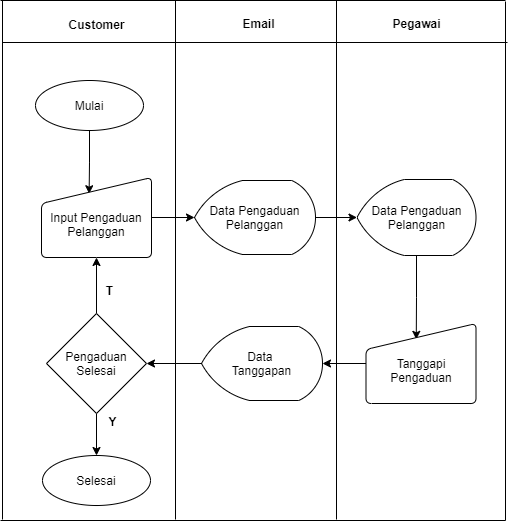 Customer
Email
Pegawai
Mulai
Input Pengaduan
Pelanggan
Data Pengaduan
Pelanggan
Data Pengaduan
Pelanggan
T
Pengaduan
Selesai
Data
Tanggapan
Tanggapi
Pengaduan
Y
Selesai